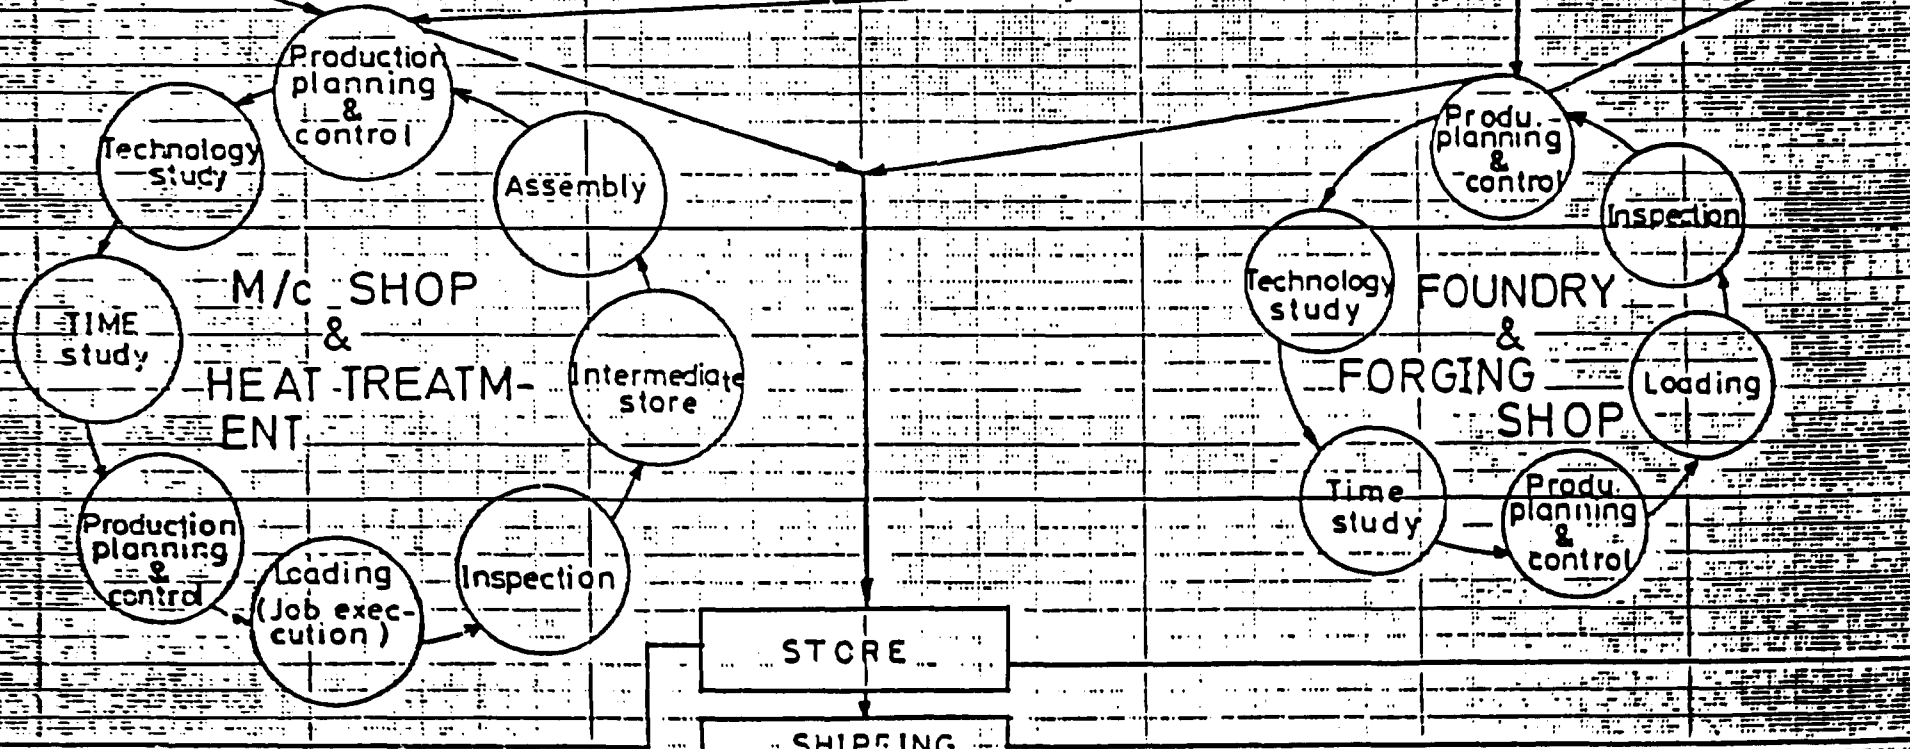 Production
planning
&
control
Technology
study
TIME
study
Production
planning
&
control
Loading
(Job exec-
cution)
Inspection
Intermediate
store
Assembly
M/c SHOP
&
HEAT-TREATM-
ENT
Produ.
planning
&
control
Technology
study
Time
study
Produ.
planning
&
control
Loading
Inspection
FOUNDRY
&
FORGING
SHOP
STORE
SHIPPING